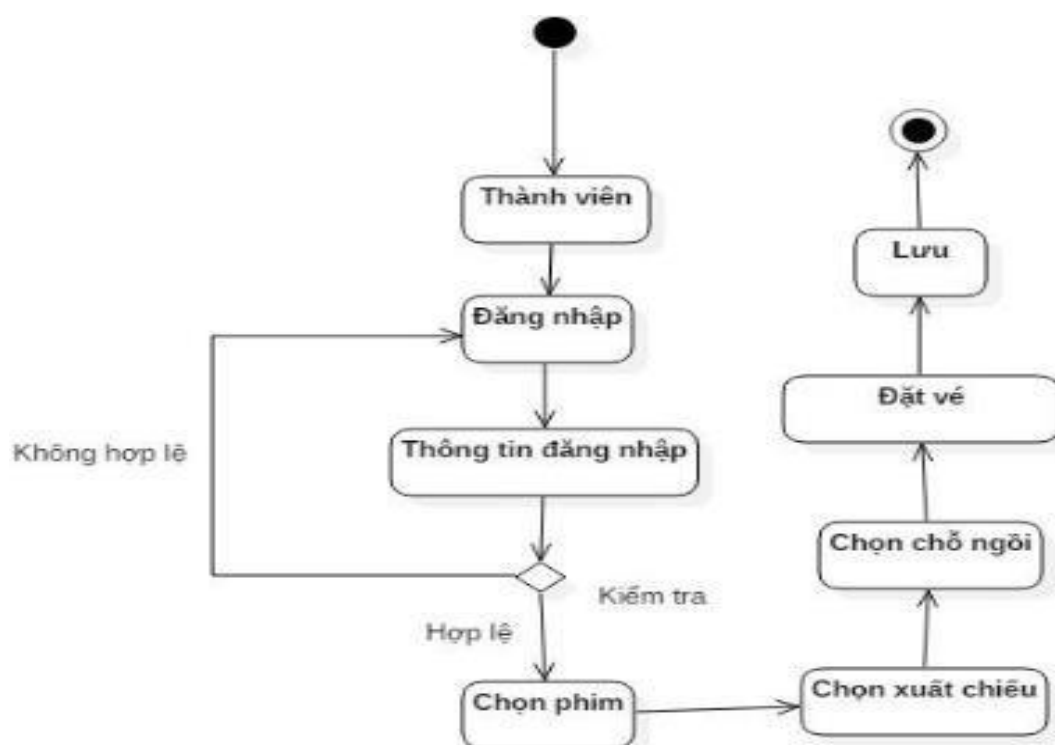 Thành viên
Đăng nhập
Thông tin đăng nhập
Không hợp lệ
Kiểm tra
Hợp lệ
Chọn phim
Chọn xuất chiếu
Chọn chỗ ngồi
Đặt vé
Lưu